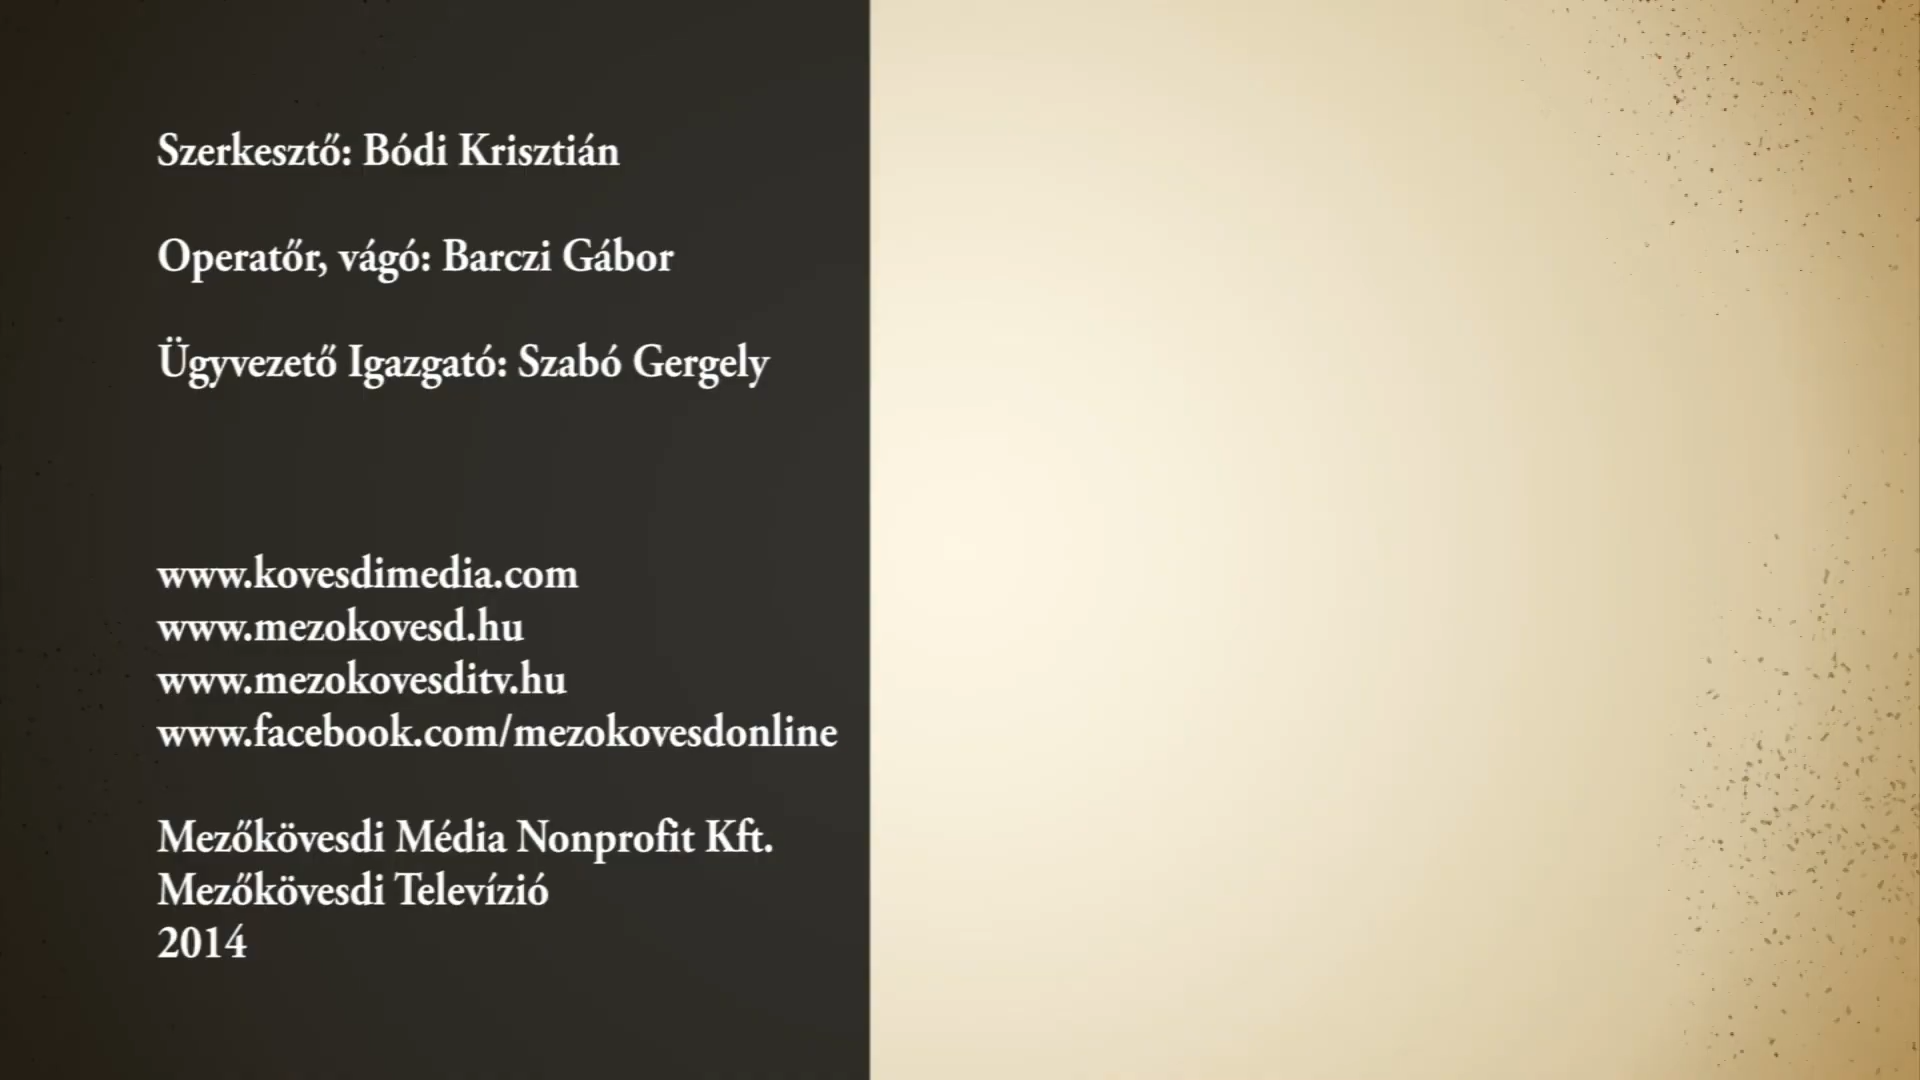 Szerkesztő: Bódi Krisztián
Operatőr, vágó: Barczi Gábor
Ügyvezető Igazgató: Szabó Gergely
www.kovesdimedia.com
www.mezokovesd.hu
www.mezokovesditv.hu
www.facebook.com/mezokovesdonline
Mezőkövesdi Média Nonprofit Kft.
Mezőkövesdi Televízió
2014